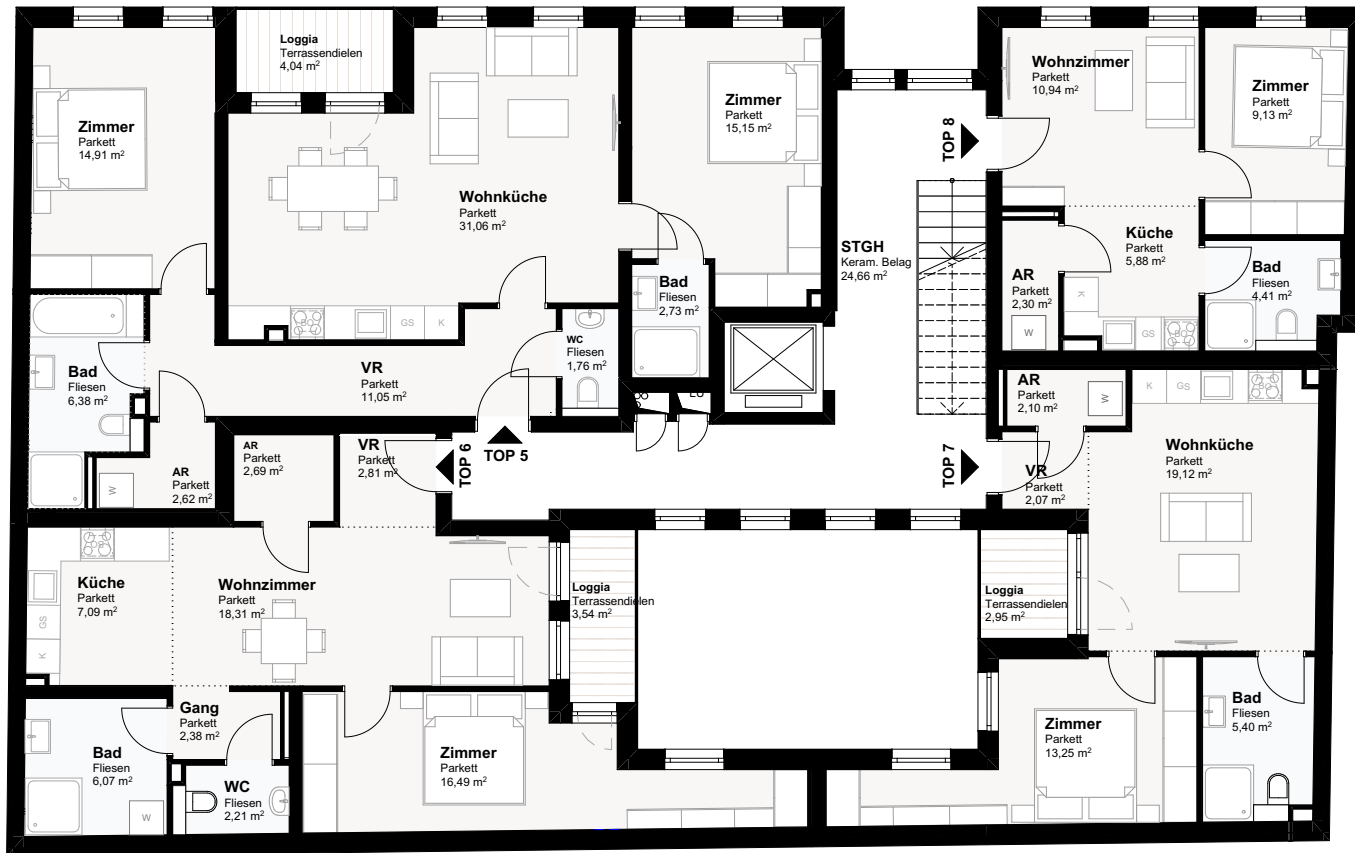 Loggia
Terrassendielen
4,04 m²
Zimmer
Parkett
14,91 m²
Wohnküche
Parkett
31,06 m²
GS
K
Zimmer
Parkett
15,15 m²
Bad
Fliesen
2,73 m²
WC
Fliesen
1,76 m²
VR
Parkett
11,05 m²
Bad
Fliesen
6,38 m²
AR
Parkett
2,62 m²
W
TOP 5
STGH
Keram. Belag
24,66 m²
TOP 8
Wohnzimmer
Parkett
10,94 m²
Zimmer
Parkett
9,13 m²
Küche
Parkett
5,88 m²
K
GS
AR
Parkett
2,30 m²
W
Bad
Fliesen
4,41 m²
AR
Parkett
2,69 m²
VR
Parkett
2,81 m²
TOP 6
Küche
Parkett
7,09 m²
GS
K
Wohnzimmer
Parkett
18,31 m²
Loggia
Terrassendielen
3,54 m²
Gang
Parkett
2,38 m²
Bad
Fliesen
6,07 m²
W
WC
Fliesen
2,21 m²
Zimmer
Parkett
16,49 m²
TOP 7
AR
Parkett
2,10 m²
W
VR
Parkett
2,07 m²
K
GS
Wohnküche
Parkett
19,12 m²
Loggia
Terrassendielen
2,95 m²
Zimmer
Parkett
13,25 m²
Bad
Fliesen
5,40 m²